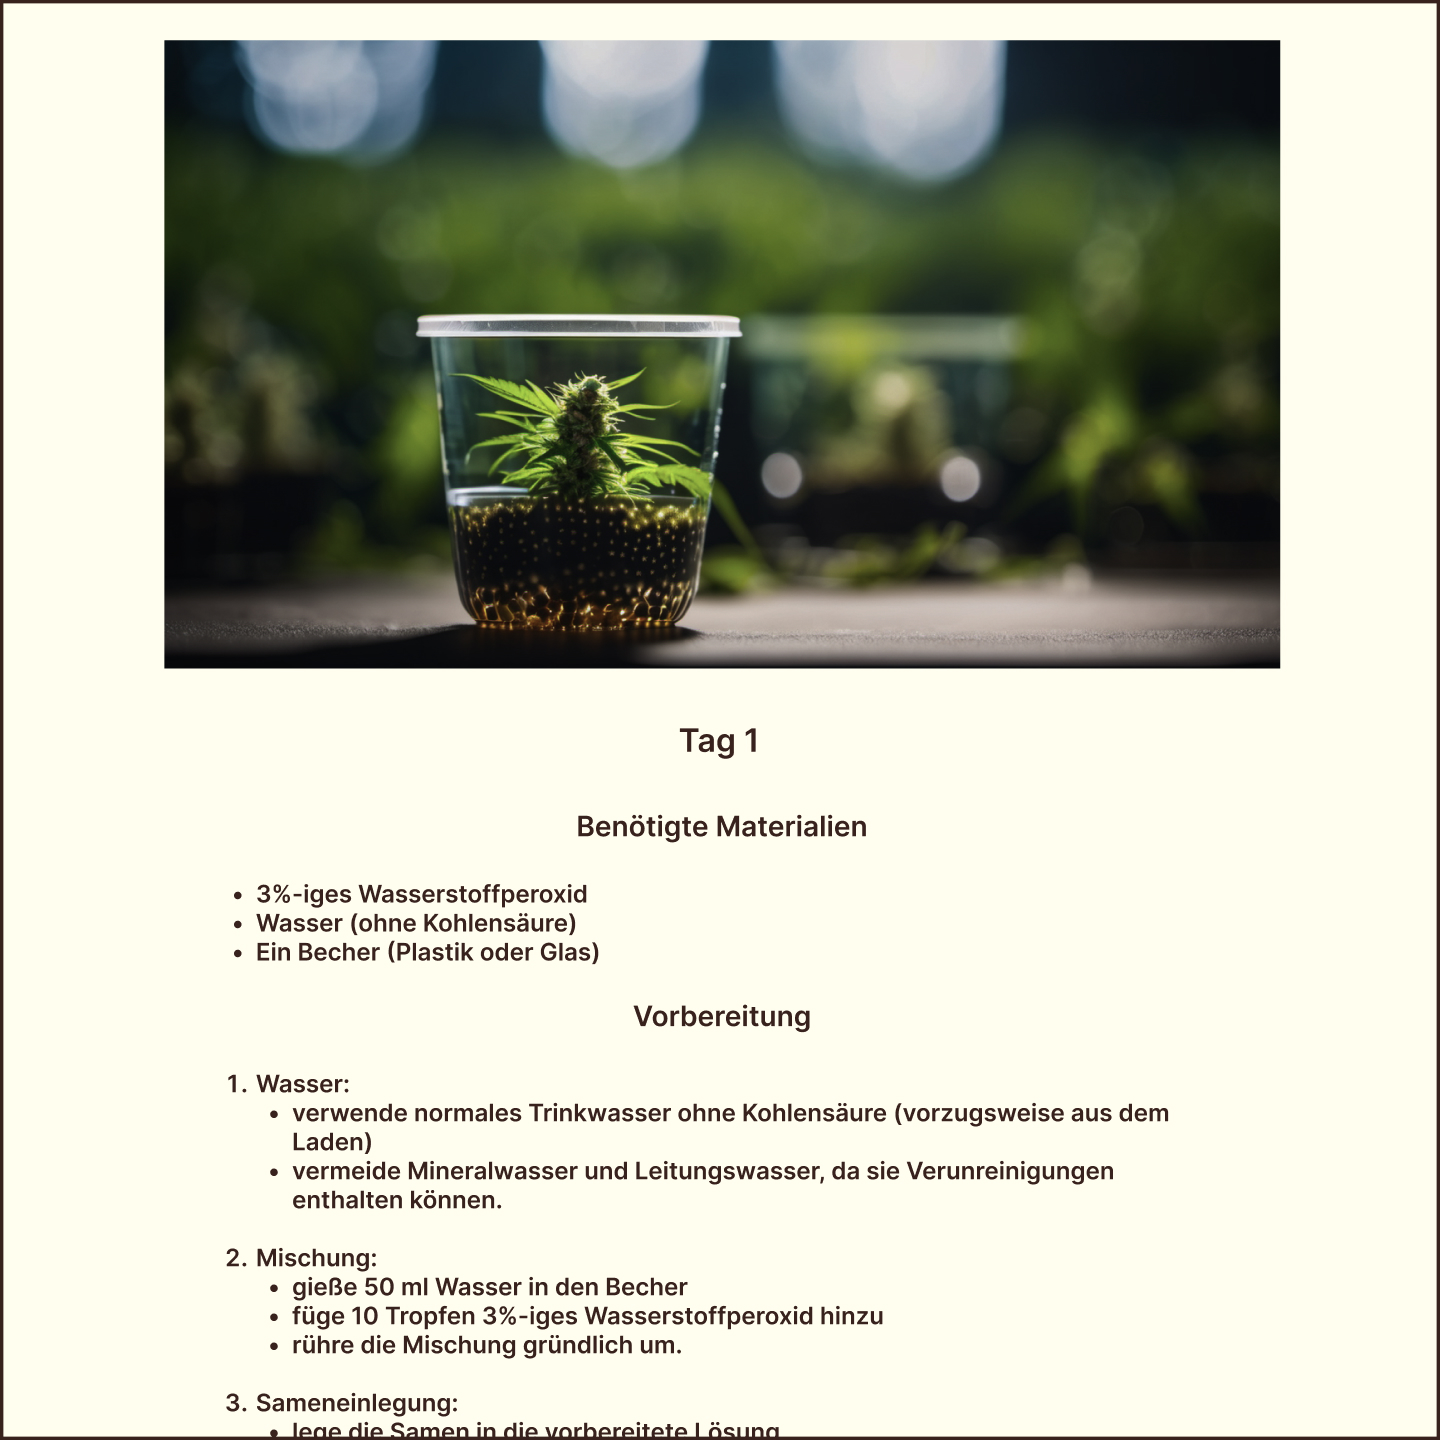 Tag 1
Benötigte Materialien
• 3%-iges Wasserstoffperoxid
• Wasser (ohne Kohlensäure)
• Ein Becher (Plastik oder Glas)
Vorbereitung
1. Wasser:
• verwende normales Trinkwasser ohne Kohlensäure (vorzugsweise aus dem
Laden)
• vermeide Mineralwasser und Leitungswasser, da sie Verunreinigungen
enthalten können.
2. Mischung:
• gieße 50 ml Wasser in den Becher
• füge 10 Tropfen 3%-iges Wasserstoffperoxid hinzu
• rühre die Mischung gründlich um.
3. Sameneinlegung:
• lege die Samen in die vorbereitete Lösung